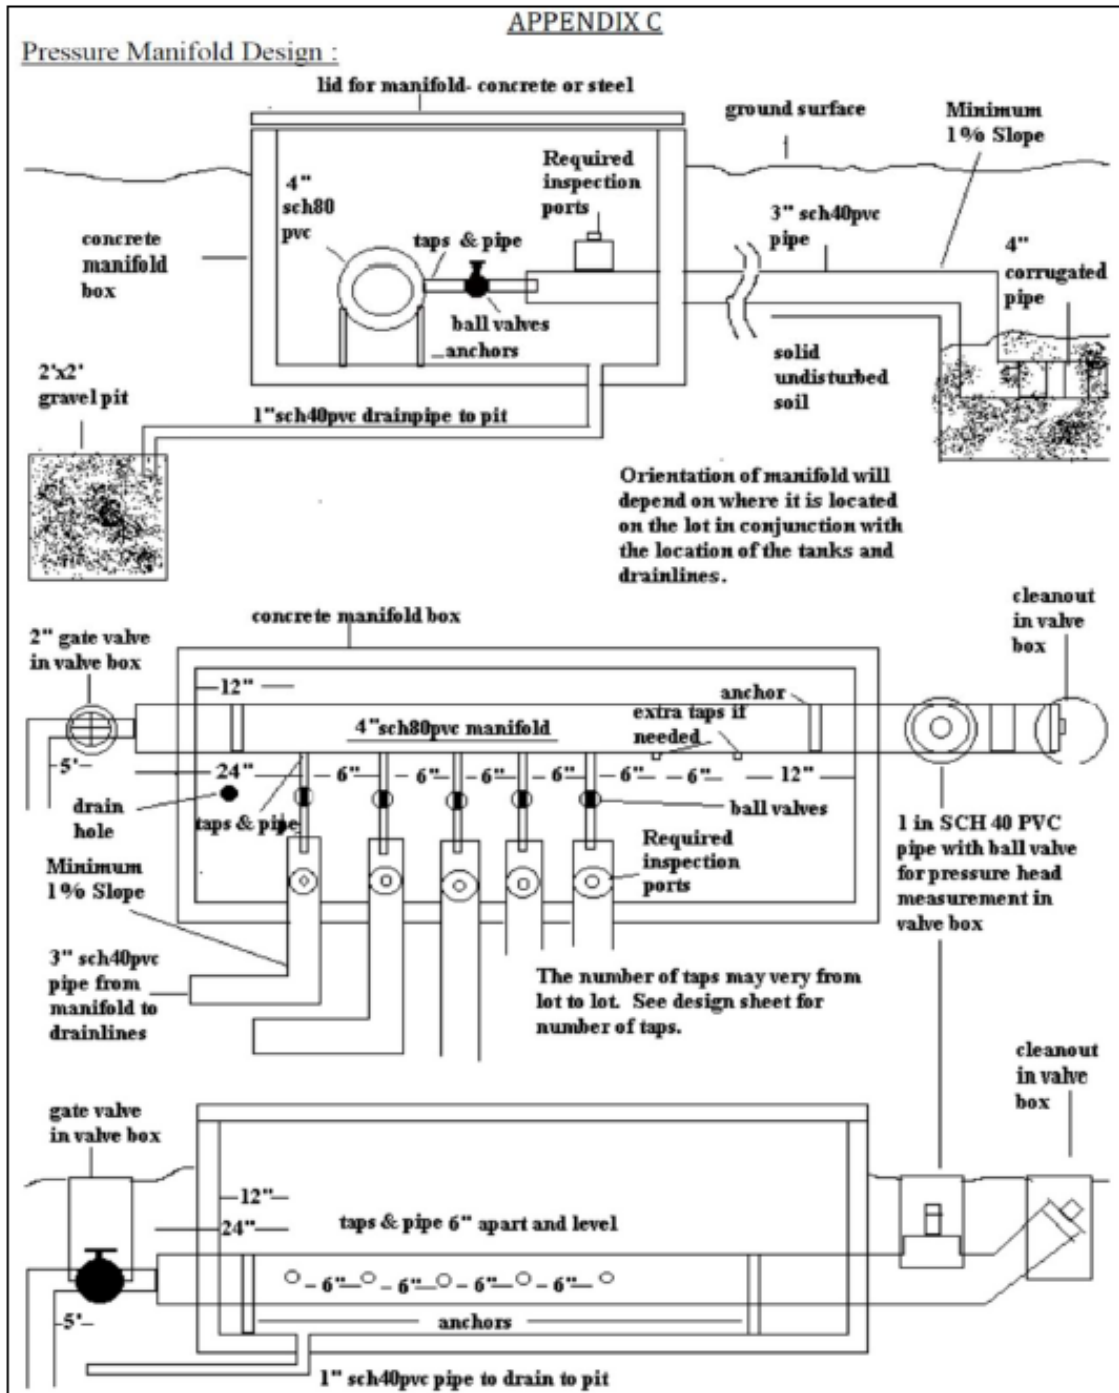 APPENDIX C
Pressure Manifold Design :
lid for manifold- concrete or steel
ground surface
Minimum
1% Slope
4"
sch80
pvc
Required
inspection
ports
concrete
manifold
box
taps & pipe
3" sch40pvc
pipe
4"
corrugated
pipe
ball valves
anchors
2'x2'
gravel pit
solid
undisturbed
soil
1"sch40pvc drainpipe to pit
Orientation of manifold will
depend on where it is located
on the lot in conjunction with
the location of the tanks and
drainlines.
concrete manifold box
cleanout
in valve
box
2" gate valve
in valve box
12"
anchor
4"sch80pvc manifold
extra taps if
needed
5'
24"
6"
6"
6"
6"
6"
6"
12"
drain
hole
taps & pipe
ball valves
Minimum
1% Slope
Required
inspection
ports
1 in SCH 40 PVC
pipe with ball valve
for pressure head
measurement in
valve box
3" sch40pvc
pipe from
manifold to
drainlines
The number of taps may very from
lot to lot. See design sheet for
number of taps.
cleanout
in valve
box
gate valve
in valve box
12"
24"
taps & pipe 6" apart and level
6"
6"
6"
6"
5'
anchors
1" sch40pvc pipe to drain to pit